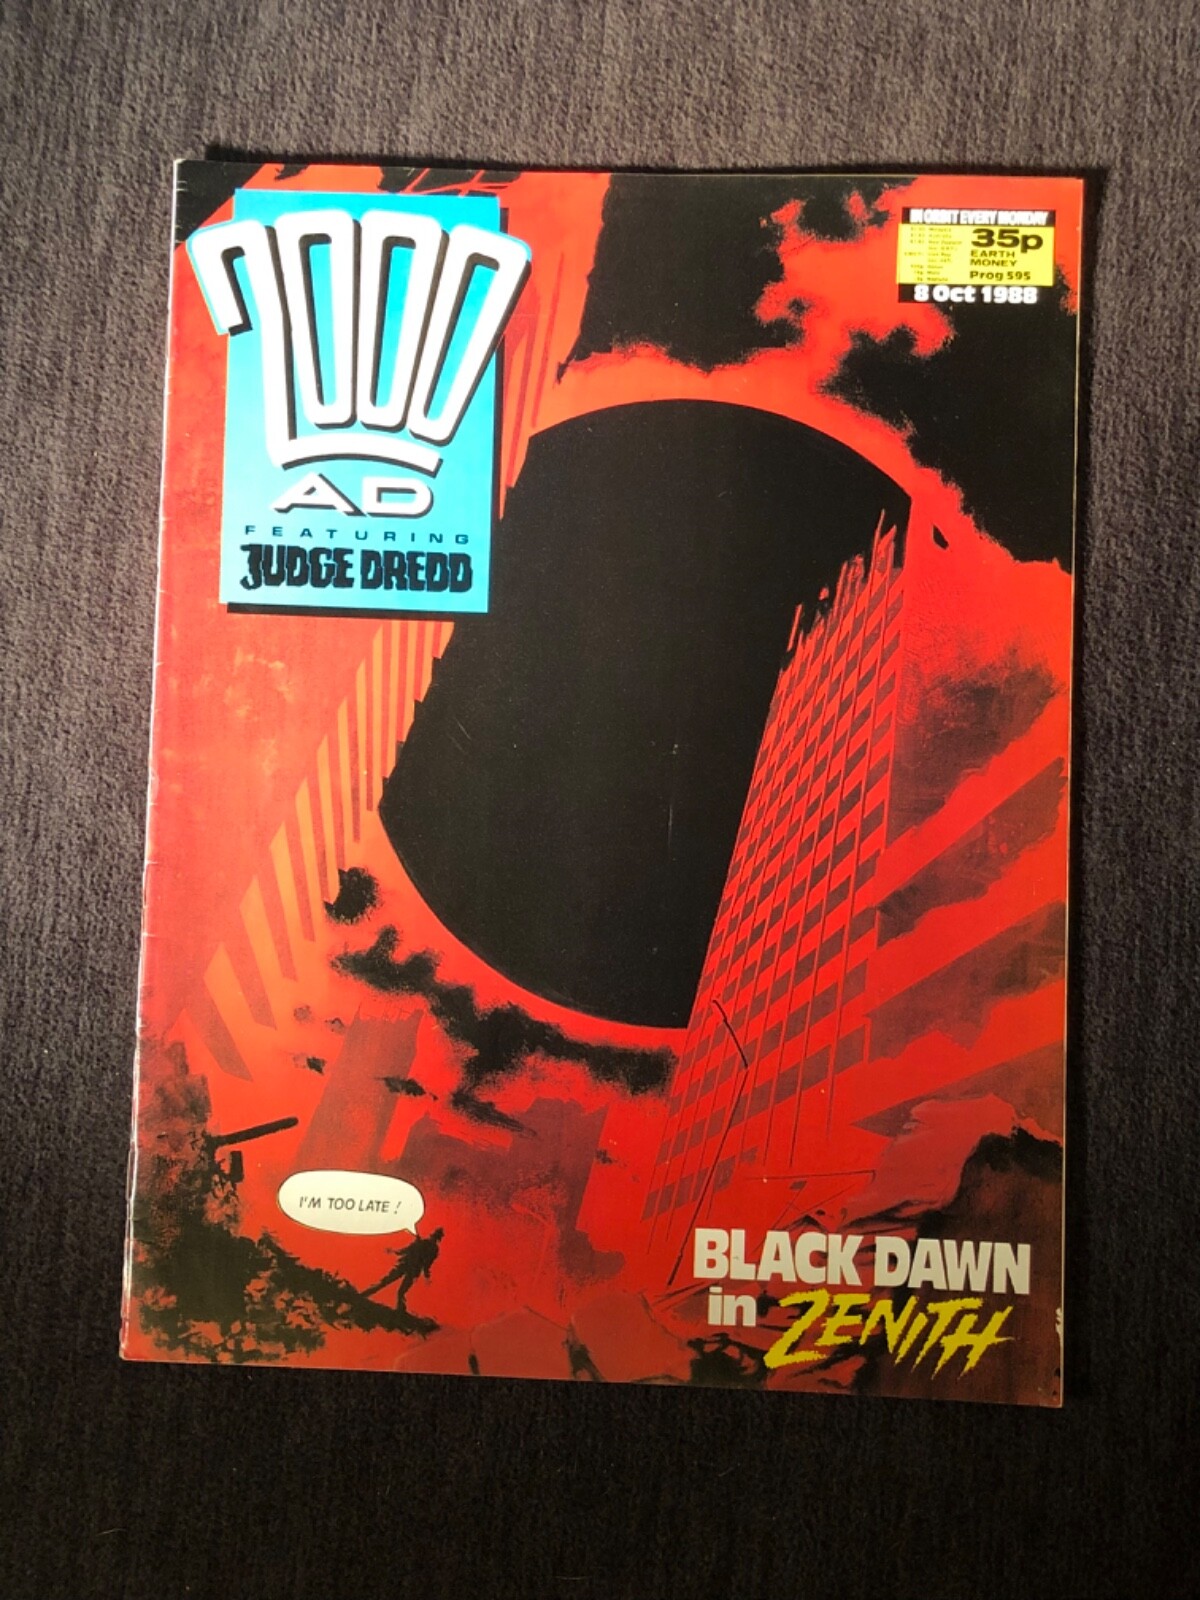 2000
AD
FEATURING
JUDGE DREDD
IN ORBIT EVERY MONDAY
35p
EARTH
MONEY
Prog 595
8 Oct 1988
I'M TOO LATE!
BLACK DAWN
in ZENITH